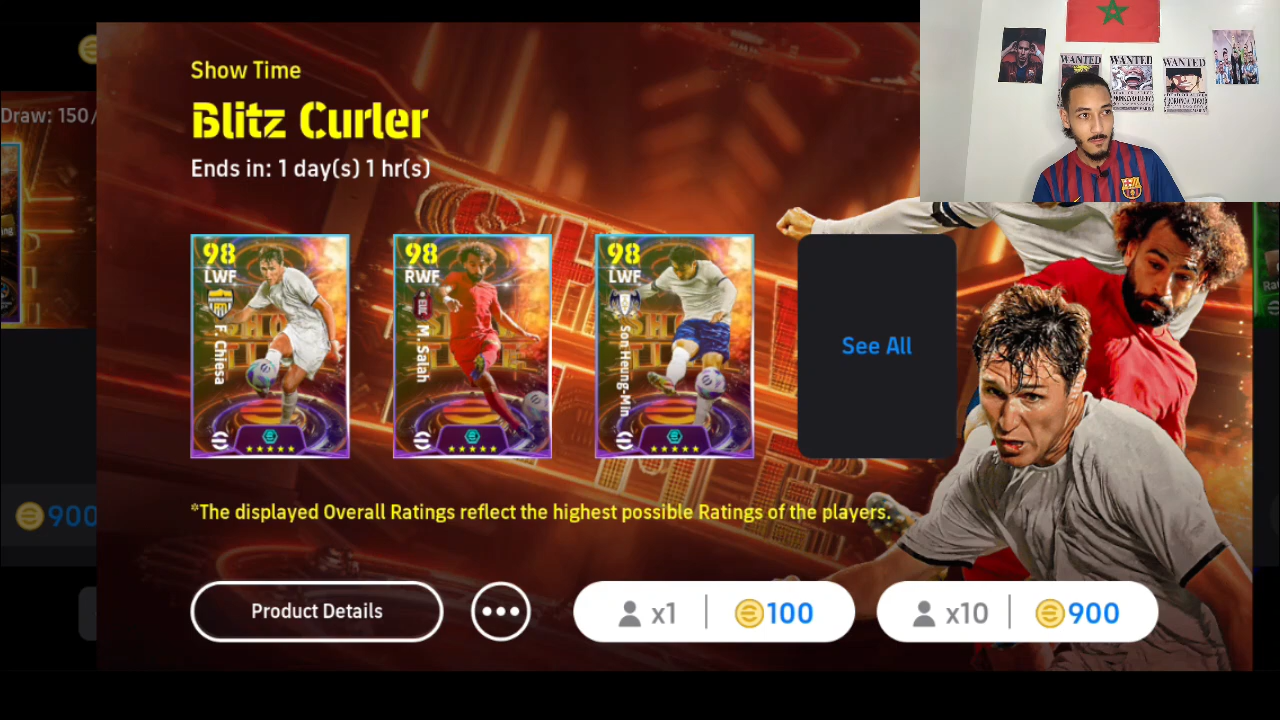 Draw: 150/
Show Time
Blitz Curler
Ends in: 1 day(s) 1 hr(s)
98
LWF
F. Chiesa
98
RWF
M. Salah
98
LWF
Son Heung-Min
See All
*The displayed Overall Ratings reflect the highest possible Ratings of the players.
900
Product Details
x1
100
x10
900
WANTED
WANTED
WANTED